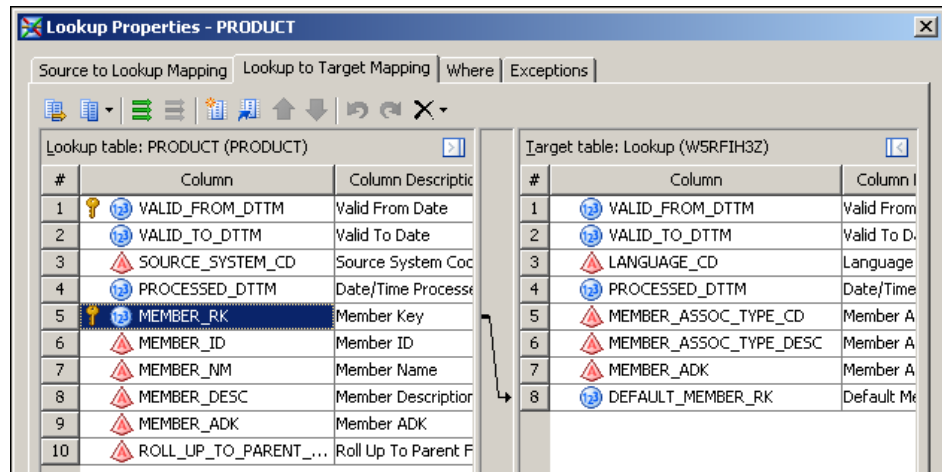 Lookup Properties - PRODUCT
Source to Lookup Mapping Lookup to Target Mapping Where Exceptions
Lookup table: PRODUCT (PRODUCT) Target table: Lookup (W5RFIH3Z)
# Column Column Descriptic # Column Column I
1 VALID_FROM_DTTM Valid From Date 1 VALID_FROM_DTTM Valid From
2 VALID_TO_DTTM Valid To Date 2 VALID_TO_DTTM Valid To D
3 SOURCE_SYSTEM_CD Source System Coc 3 LANGUAGE_CD Language
4 PROCESSED_DTTM Date/Time Processe 4 PROCESSED_DTTM Date/Time
5 MEMBER_RK Member Key 5 MEMBER_ASSOC_TYPE_CD Member A
6 MEMBER_ID Member ID 6 MEMBER_ASSOC_TYPE_DESC Member A
7 MEMBER_NM Member Name 7 MEMBER_ADK Member A
8 MEMBER_DESC Member Description 8 DEFAULT_MEMBER_RK Default Me
9 MEMBER_ADK Member ADK
10 ROLL_UP_TO_PARENT_... Roll Up To Parent F